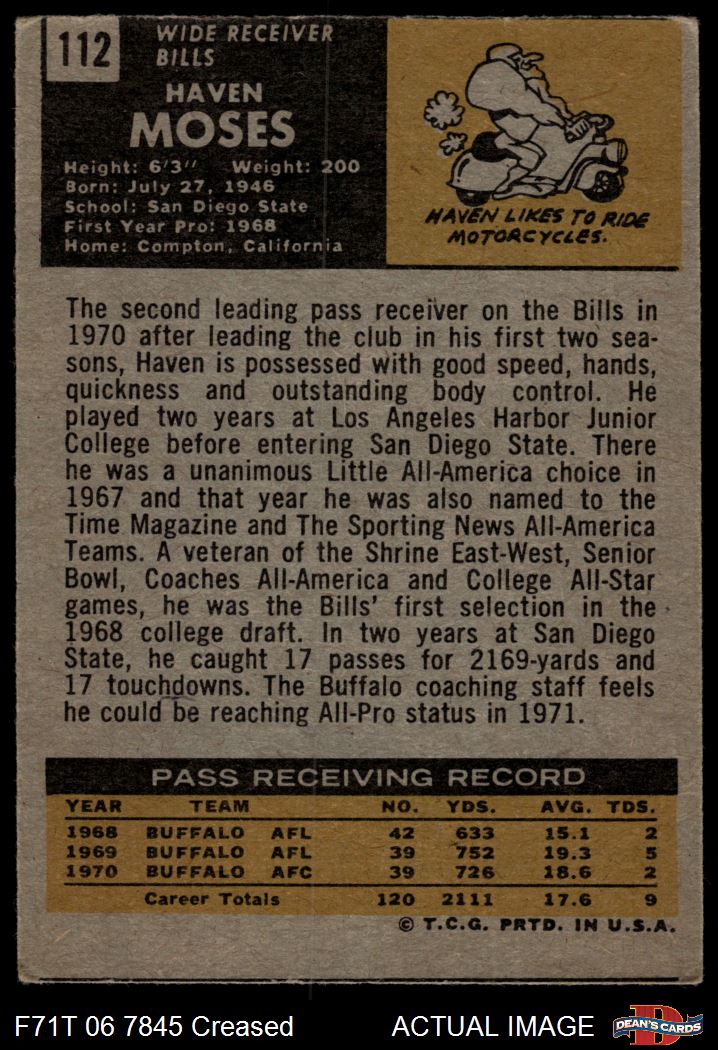 112
WIDE RECEIVER
BILLS
HAVEN
MOSES
Height: 6'3" Weight: 200
Born: July 27, 1946
School: San Diego State
First Year Pro: 1968
Home: Compton, California
HAVEN LIKES TO RIDE
MOTORCYCLES.
The second leading pass receiver on the Bills in
1970 after leading the club in his first two sea-
sons, Haven is possessed with good speed, hands,
quickness and outstanding body control. He
played two years at Los Angeles Harbor Junior
College before entering San Diego State. There
he was a unanimous Little All-America choice in
1967 and that year he was also named to the
Time Magazine and The Sporting News All-America
Teams. A veteran of the Shrine East-West, Senior
Bowl, Coaches All-America and College All-Star
games, he was the Bills' first selection in the
1968 college draft. In two years at San Diego
State, he caught 17 passes for 2169-yards and
17 touchdowns. The Buffalo coaching staff feels
he could be reaching All-Pro status in 1971.
PASS RECEIVING RECORD
YEAR TEAM NO. YDS. AVG. TDS.
1968 BUFFALO AFL 42 633 15.1 2
1969 BUFFALO AFL 39 752 19.3 5
1970 BUFFALO AFC 39 726 18.6 2
Career Totals 120 2111 17.6 9
© T.C.G. PRTD. IN U.S.A.
F71T 06 7845 Creased ACTUAL IMAGE D DEAN'S CARDS